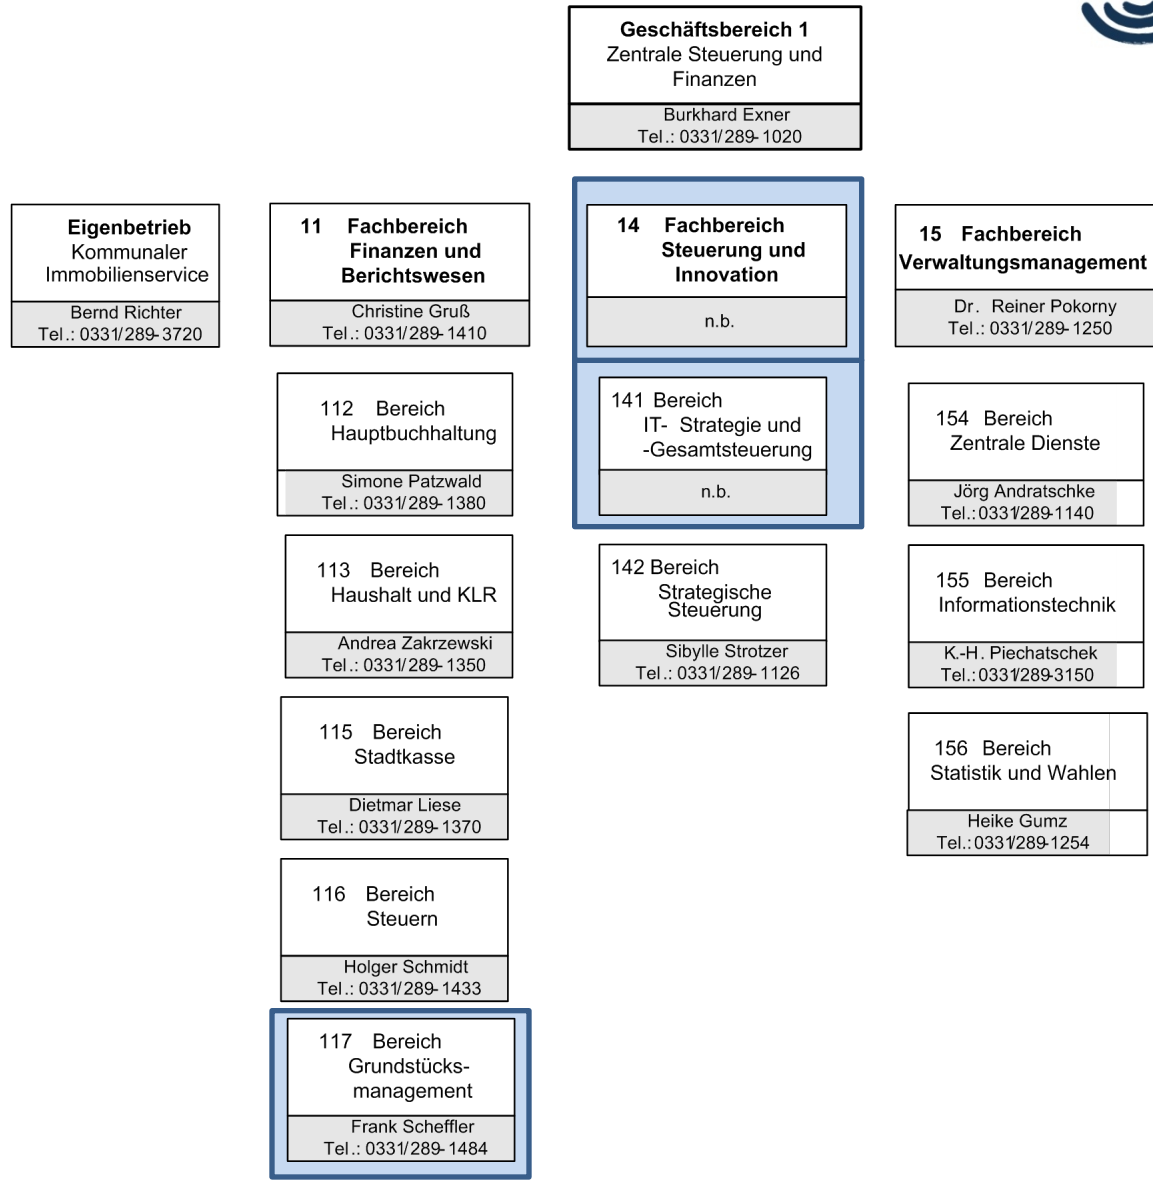 Geschäftsbereich 1
Zentrale Steuerung und
Finanzen
Burkhard Exner
Tel.: 0331/289-1020
Eigenbetrieb
Kommunaler
Immobilienservice
Bernd Richter
Tel.: 0331/289-3720
11 Fachbereich
Finanzen und
Berichtswesen
Christine Gruß
Tel.: 0331/289-1410
112 Bereich
Hauptbuchhaltung
Simone Patzwald
Tel.: 0331/289-1380
113 Bereich
Haushalt und KLR
Andrea Zakrzewski
Tel.: 0331/289-1350
115 Bereich
Stadtkasse
Dietmar Liese
Tel.: 0331/289-1370
116 Bereich
Steuern
Holger Schmidt
Tel.: 0331/289-1433
117 Bereich
Grundstücks-
management
Frank Scheffler
Tel.: 0331/289-1484
14 Fachbereich
Steuerung und
Innovation
n.b.
141 Bereich
IT- Strategie und
-Gesamtsteuerung
n.b.
142 Bereich
Strategische
Steuerung
Sibylle Strotzer
Tel.: 0331/289-1126
15 Fachbereich
Verwaltungsmanagement
Dr. Reiner Pokorny
Tel.: 0331/289-1250
154 Bereich
Zentrale Dienste
Jörg Andratschke
Tel.:0331/289-1140
155 Bereich
Informationstechnik
K.-H. Piechatschek
Tel.:0331/289-3150
156 Bereich
Statistik und Wahlen
Heike Gumz
Tel.:0331/289-1254